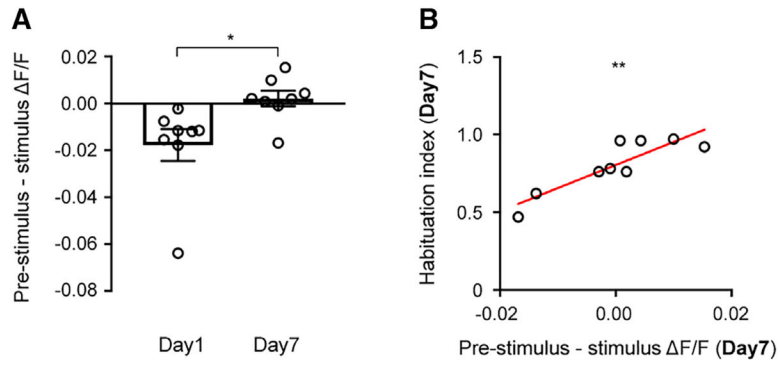 A
Pre-stimulus - stimulus ΔF/F
0.02
0.00
-0.02
-0.04
-0.06
-0.08
*
Day1
Day7
B
Habituation index (Day7)
1.5
1.0
0.5
0
**
-0.02
0.00
0.02
Pre-stimulus - stimulus ΔF/F (Day7)